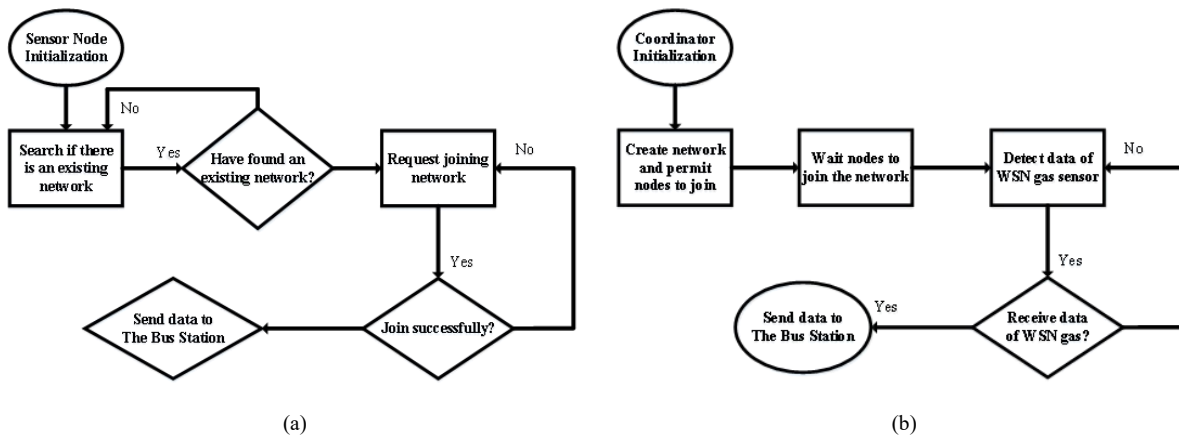 Sensor Node
Initialization
No
Search if there
is an existing
network
Yes
Have found an
existing network?
Request joining
network
No
Yes
Join successfully?
Send data to
The Bus Station
(a)
Coordinator
Initialization
Create network
and permit
nodes to join
Wait nodes to
join the network
Detect data of
WSN gas sensor
No
Yes
Receive data
of WSN gas?
Yes
Send data to
The Bus Station
(b)